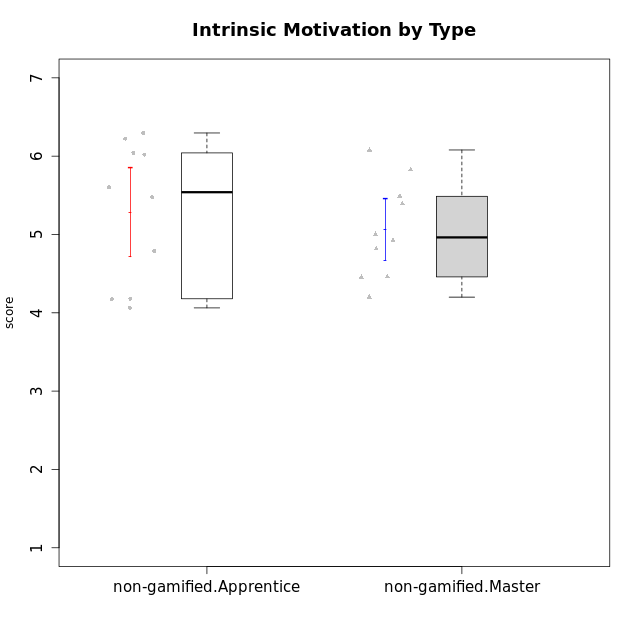 Intrinsic Motivation by Type
7
6
5
4
3
2
1
score
non-gamified.Apprentice
non-gamified.Master